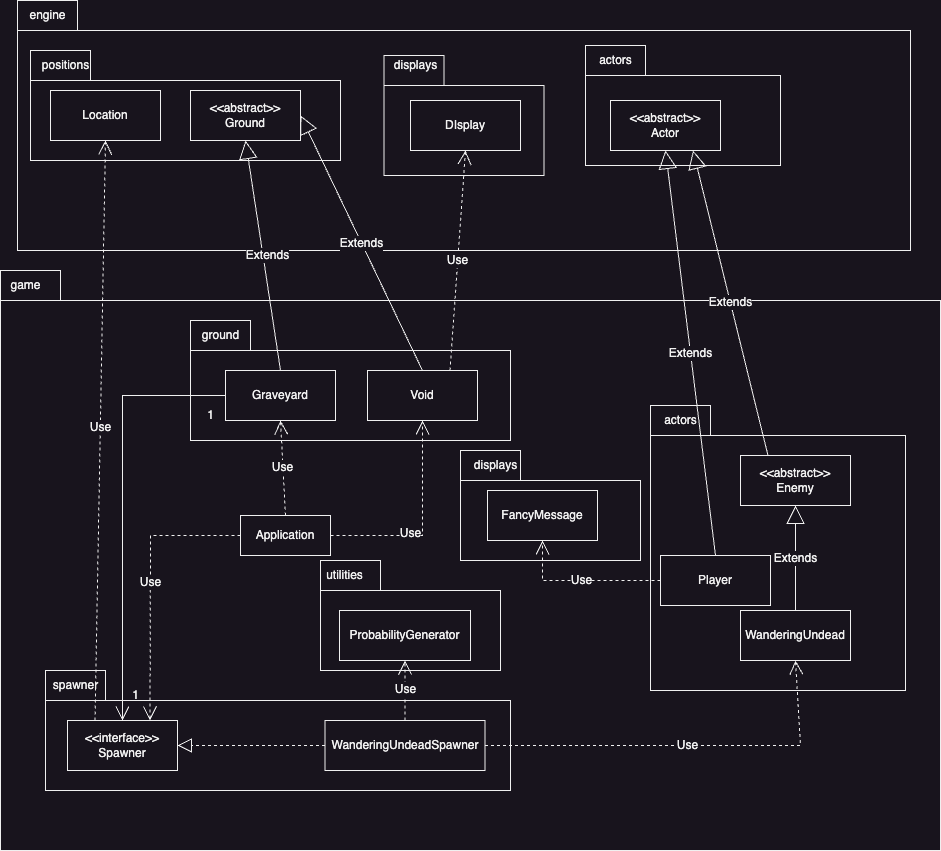 engine
positions
displays
actors
Location
<<abstract>>
Ground
DIsplay
<<abstract>>
Actor
Extends
Extends
Use
game
Extends
ground
Extends
Graveyard
Void
1
Use
actors
Use
displays
<<abstract>>
Enemy
FancyMessage
Application
Use
Extends
Use
utilities
Use
Player
ProbabilityGenerator
WanderingUndead
spawner
Use
1
<<interface>>
Spawner
WanderingUndeadSpawner
Use